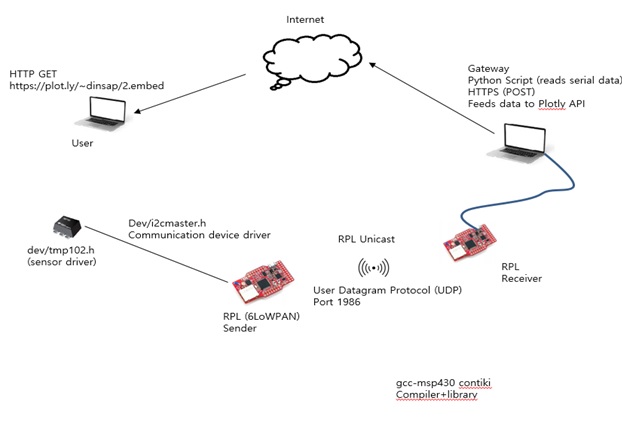 Internet
HTTP GET
https://plot.ly/~dinsap/2.embed
User
Gateway
Python Script (reads serial data)
HTTPS (POST)
Feeds data to Plotly API
Dev/i2cmaster.h
Communication device driver
dev/tmp102.h
(sensor driver)
RPL Unicast
RPL
Receiver
User Datagram Protocol (UDP)
Port 1986
RPL (6LoWPAN)
Sender
gcc-msp430 contiki
Compiler+library